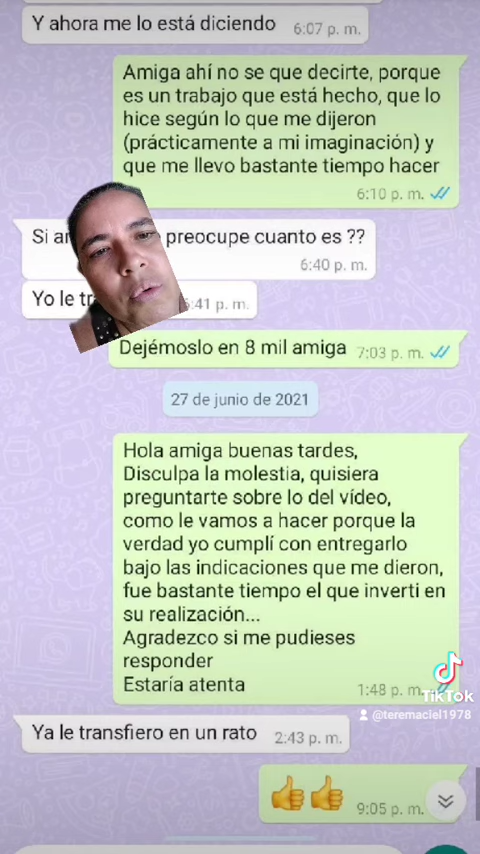 Y ahora me lo está diciendo 6:07 p. m.
Amiga ahí no se que decirte, porque
es un trabajo que está hecho, que lo
hice según lo que me dijeron
(prácticamente a mi imaginación) y
que me llevo bastante tiempo hacer
6:10 p. m.
Si preocupe cuanto es ??
6:40 p. m.
Yo le :41 p. m.
Dejémoslo en 8 mil amiga 7:03 p. m.
27 de junio de 2021
Hola amiga buenas tardes,
Disculpa la molestia, quisiera
preguntarte sobre lo del vídeo,
como le vamos a hacer porque la
verdad yo cumplí con entregarlo
bajo las indicaciones que me dieron,
fue bastante tiempo el que inverti en
su realización...
Agradezco si me pudieses
responder
Estaría atenta 1:48 p. m.
TikTok
@teremaciel1978
Ya le transfiero en un rato 2:43 p. m.
👍👍 9:05 p. m.